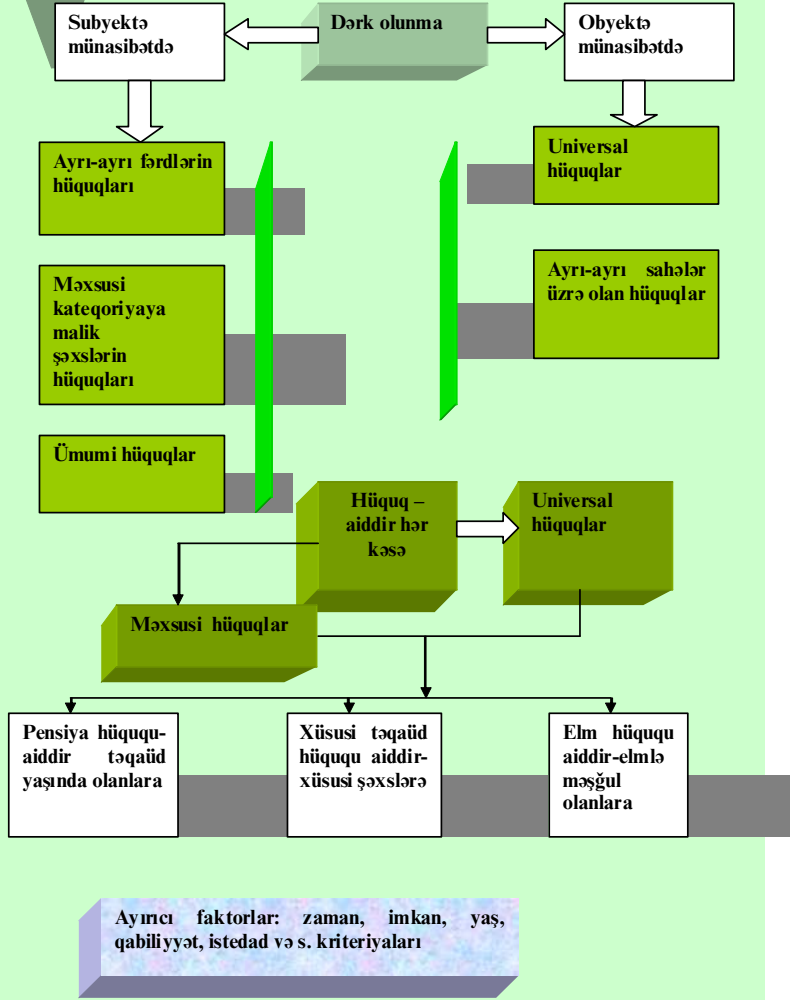 Subyektə
münasibətdə
Dərk olunma
Obyektə
münasibətdə
Ayrı-ayrı fərdlərin
hüquqları
Universal
hüquqlar
Məxsusi
kateqoriyaya
malik
şəxslərin
hüquqları
Ayrı-ayrı sahələr
üzrə olan hüquqlar
Ümumi hüquqlar
Hüquq –
aiddir hər
kəsə
Universal
hüquqlar
Məxsusi hüquqlar
Pensiya hüququ-
aiddir təqaüd
yaşında olanlara
Xüsusi təqaüd
hüququ aiddir-
xüsusi şəxslərə
Elm hüququ
aiddir-elmlə
məşğul
olanlara
Ayırıcı faktorlar: zaman, imkan, yaş,
qabiliyyət, istedad və s. kriteriyaları